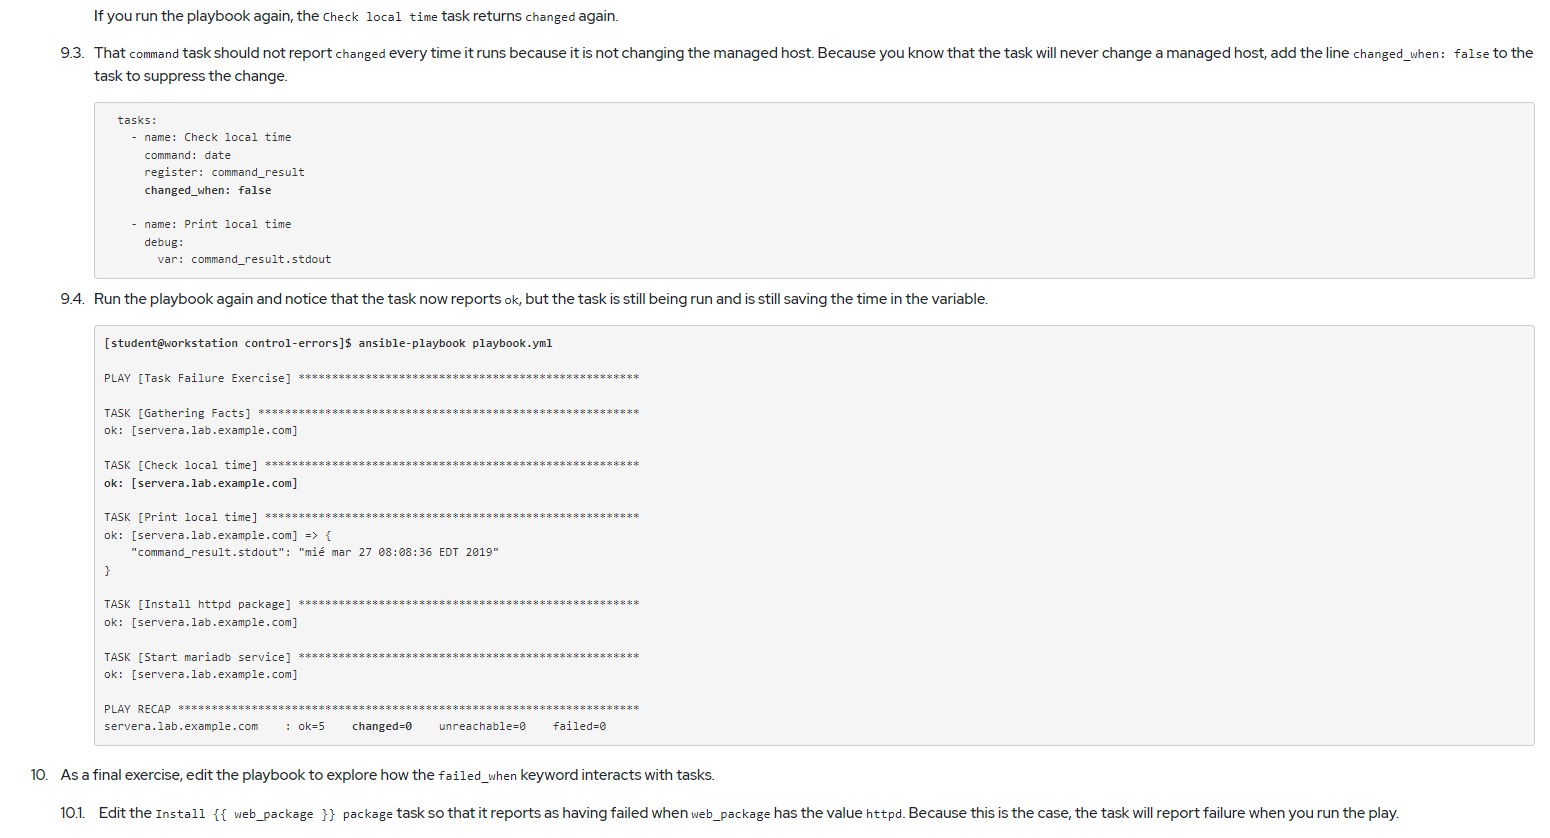 If you run the playbook again, the Check local time task returns changed again.
9.3. That command task should not report changed every time it runs because it is not changing the managed host. Because you know that the task will never change a managed host, add the line changed_when: false to the
task to suppress the change.
tasks:
- name: Check local time
command: date
register: command_result
changed_when: false
- name: Print local time
debug:
var: command_result.stdout
9.4. Run the playbook again and notice that the task now reports ok, but the task is still being run and is still saving the time in the variable.
[student@workstation control-errors]$ ansible-playbook playbook.yml
PLAY [Task Failure Exercise] ***************************************************
TASK [Gathering Facts] *********************************************************
ok: [servera.lab.example.com]
TASK [Check local time] ********************************************************
ok: [servera.lab.example.com]
TASK [Print local time] ********************************************************
ok: [servera.lab.example.com] => {
"command_result.stdout": "mié mar 27 08:08:36 EDT 2019"
}
TASK [Install httpd package] ***************************************************
ok: [servera.lab.example.com]
TASK [Start mariadb service] ***************************************************
ok: [servera.lab.example.com]
PLAY RECAP *********************************************************************
servera.lab.example.com : ok=5 changed=0 unreachable=0 failed=0
10. As a final exercise, edit the playbook to explore how the failed_when keyword interacts with tasks.
10.1. Edit the Install {{ web_package }} package task so that it reports as having failed when web_package has the value httpd. Because this is the case, the task will report failure when you run the play.